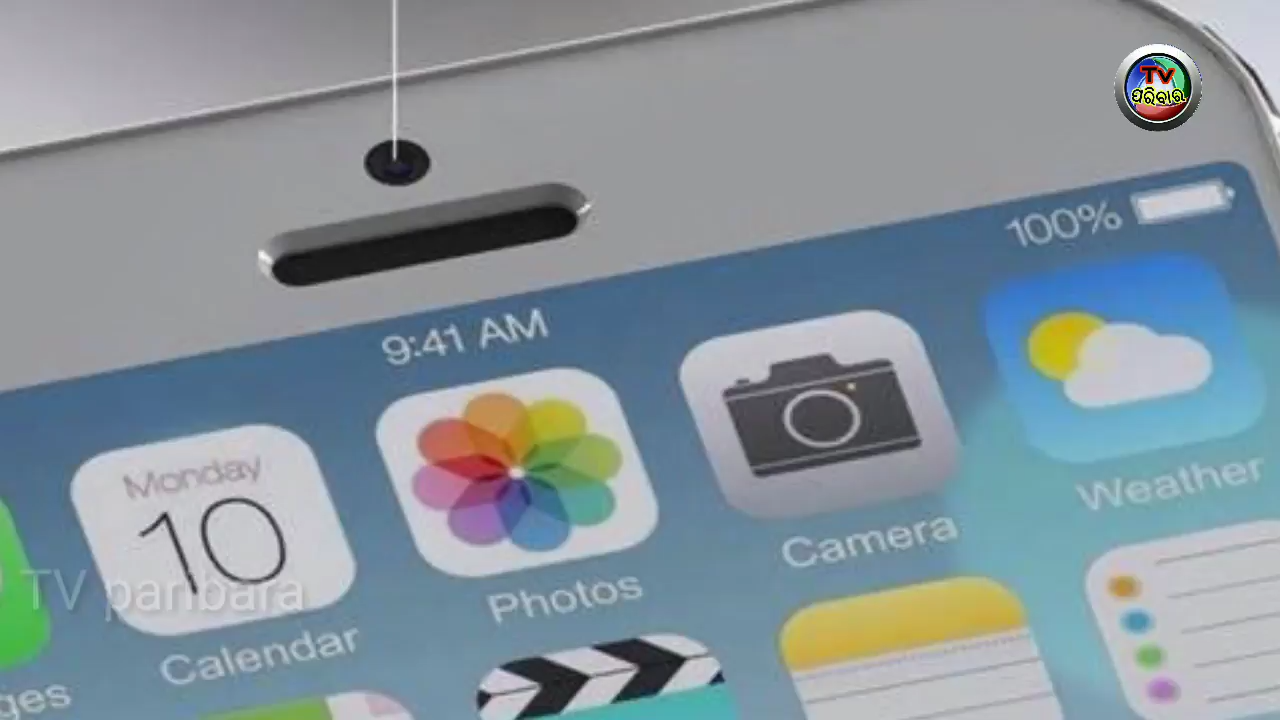 TV
ପରିବାର
100%
9:41 AM
Monday
10
Calendar
Photos
Camera
Weather
ges
TV paribara